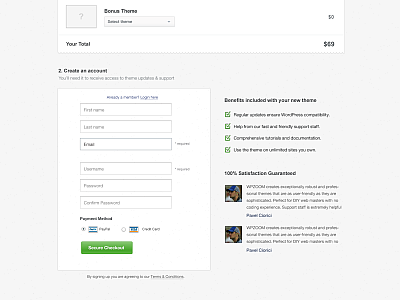 ?
Bonus Theme
Select theme
$0
Your Total
$69
2. Create an account
You'll need it to receive access to theme updates & support
Already a member? Login here
First name
Last name
Email
* required
Username
* required
Password
Confirm Password
Payment Method
PayPal
Credit Card
Secure Checkout
By signing up you are agreeing to our Terms & Conditions.
Benefits included with your new theme
Regular updates ensure WordPress compatibility.
Help from our fast and friendly support staff.
Comprehensive tutorials and documentation.
Use the theme on unlimited sites you own.
100% Satisfaction Guaranteed
WPZOOM creates exceptionally robust and profes-
sional themes that are as user-friendly as they are
sophisticated. Perfect for DIY web masters with no
coding experience. Support staff is extremely helpful
Pavel Ciorici
WPZOOM creates exceptionally robust and profes-
sional themes that are as user-friendly as they are
sophisticated. Perfect for DIY web masters with no
Pavel Ciorici